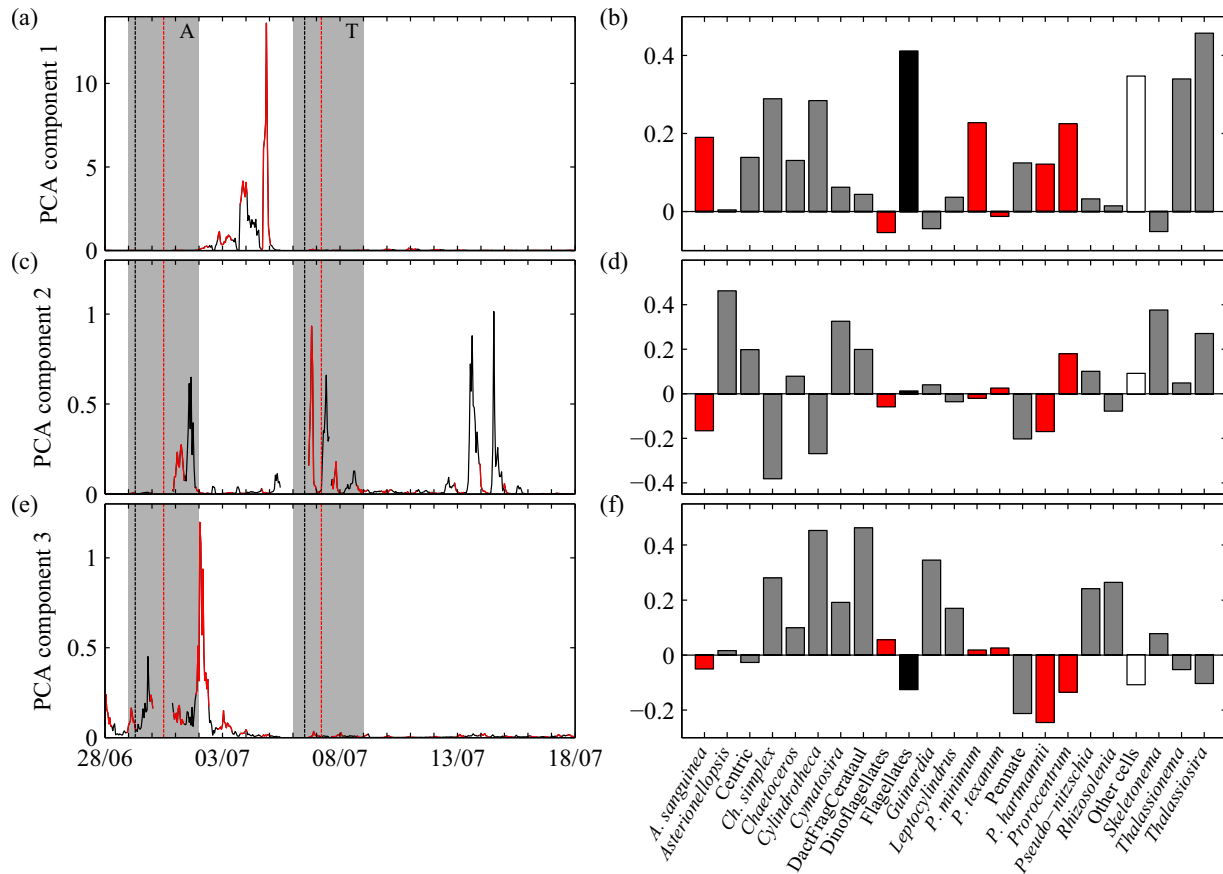 (a)
A
T
PCA component 1
10
5
0
(b)
0.4
0.2
0
(c)
PCA component 2
1
0.5
0
(d)
0.4
0.2
0
−0.2
−0.4
(e)
PCA component 3
1
0.5
0
28/06
03/07
08/07
13/07
18/07
(f)
0.4
0.2
0
−0.2
A. sanguinea
Asterionellopsis
Centric
Ch. simplex
Chaetoceros
Cylindrotheca
Cymatosira
DactFragCerataul
Dinoflagellates
Flagellates
Guinardia
Leptocylindrus
P. minimum
P. texanum
Pennate
P. hartmannii
Prorocentrum
Pseudo-nitzschia
Rhizosolenia
Other cells
Skeletonema
Thalassionema
Thalassiosira